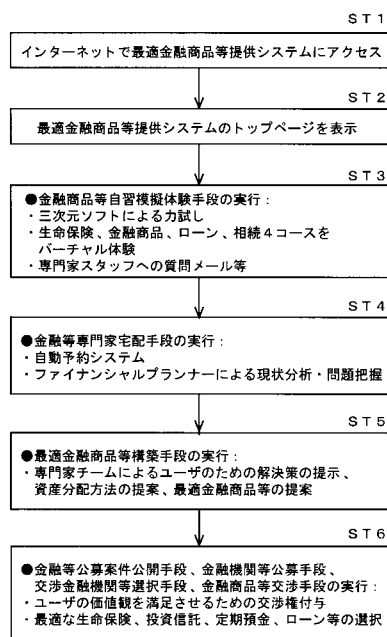 ST1
インターネットで最適金融商品等提供システムにアクセス
ST2
最適金融商品等提供システムのトップページを表示
ST3
●金融商品等自習模擬体験手段の実行：
・三次元ソフトによる力試し
・生命保険、金融商品、ローン、相続４コースを
バーチャル体験
・専門家スタッフへの質問メール等
ST4
●金融等専門家宅配手段の実行：
・自動予約システム
・ファイナンシャルプランナーによる現状分析・問題把握
ST5
●最適金融商品等構築手段の実行：
・専門家チームによるユーザのための解決策の提示、
資産分配方法の提案、最適金融商品等の提案
ST6
●金融等公募案件公開手段、金融機関等公募手段、
交渉金融機関等選択手段、金融商品等交渉手段の実行：
・ユーザの価値観を満足させるための交渉権付与
・最適な生命保険、投資信託、定期預金、ローン等の選択